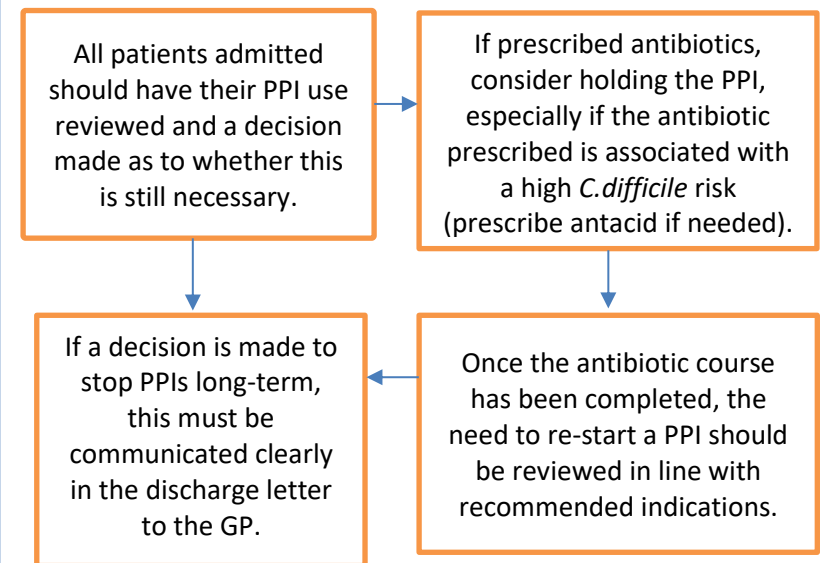 All patients admitted
should have their PPI use
reviewed and a decision
made as to whether this
is still necessary.
If prescribed antibiotics,
consider holding the PPI,
especially if the antibiotic
prescribed is associated with
a high C.difficile risk
(prescribe antacid if needed).
If a decision is made to
stop PPIs long-term,
this must be
communicated clearly
in the discharge letter
to the GP.
Once the antibiotic course
has been completed, the
need to re-start a PPI should
be reviewed in line with
recommended indications.